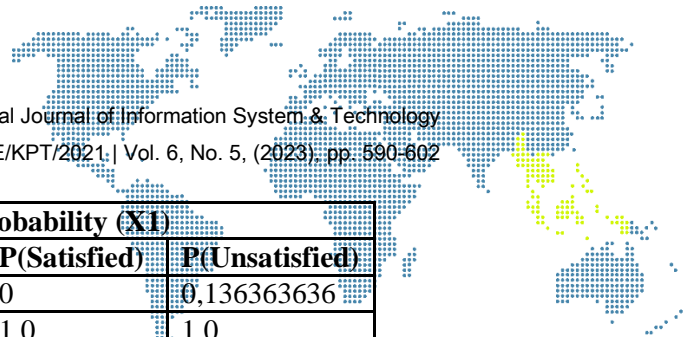 al Journal of Information System & Technology
E/KPT/2021 | Vol. 6, No. 5, (2023), pp. 590-602
obability (X1)
P(Satisfied) P(Unsatisfied)
0 0,136363636
1,0 1,0